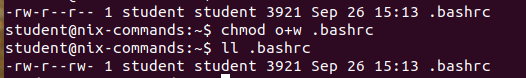 -rw-r--r-- 1 student student 3921 Sep 26 15:13 .bashrc
student@nix-commands:~$ chmod o+w .bashrc
student@nix-commands:~$ ll .bashrc
-rw-r--rw- 1 student student 3921 Sep 26 15:13 .bashrc